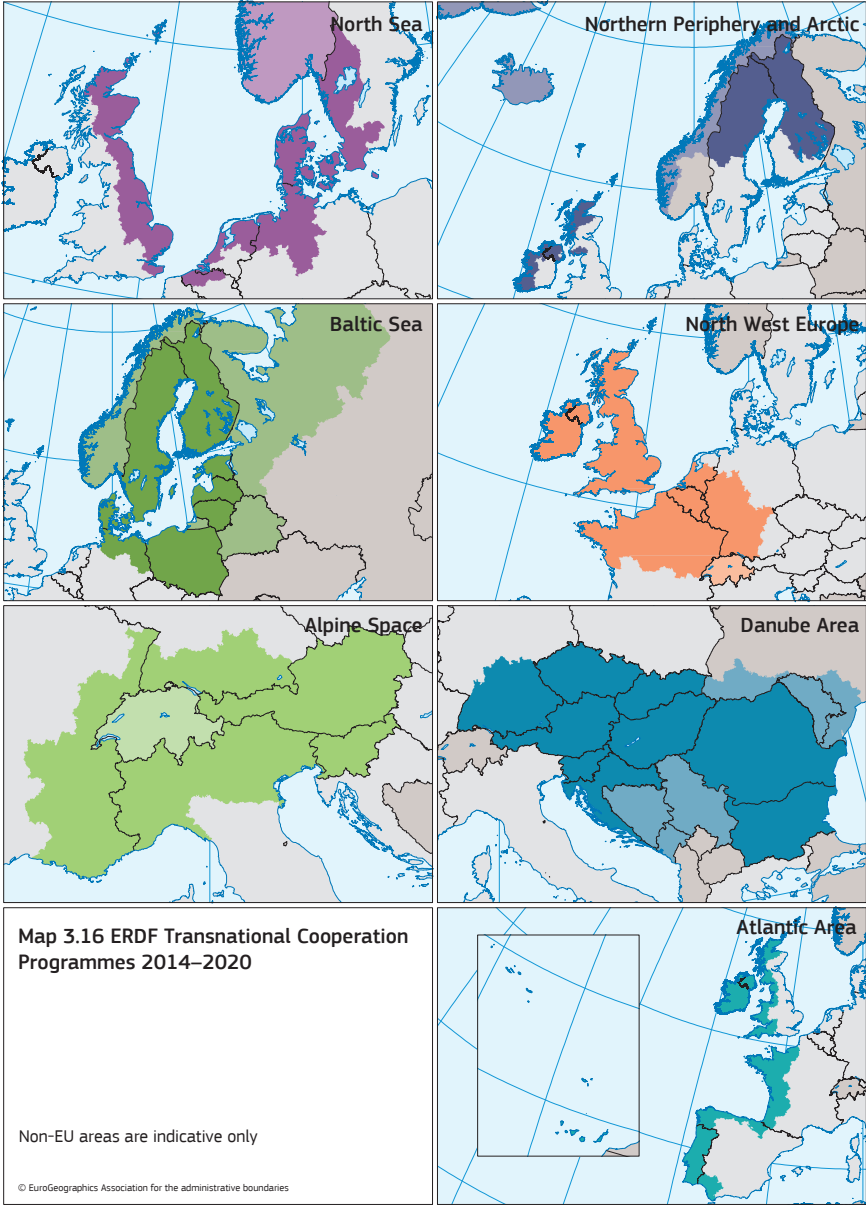 North Sea
Northern Periphery and Arctic
Baltic Sea
North West Europe
Alpine Space
Danube Area
Map 3.16 ERDF Transnational Cooperation
Programmes 2014–2020
Non-EU areas are indicative only
© EuroGeographics Association for the administrative boundaries
Atlantic Area